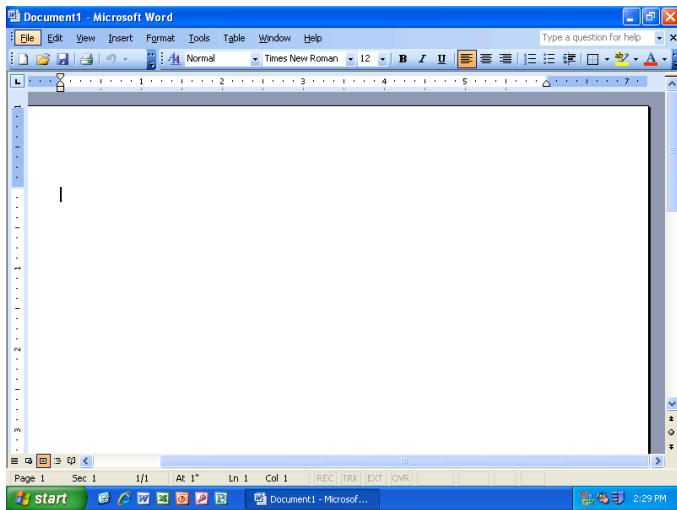 Document1 - Microsoft Word
File Edit View Insert Format Tools Table Window Help Type a question for help
Normal Times New Roman 12 B I U A
L 1 2 3 4 5 7
1
2
3
Page 1 Sec 1 1/1 At 1" Ln 1 Col 1 REC TRK EXT OVR
start Document1 - Microsof... 2:29 PM